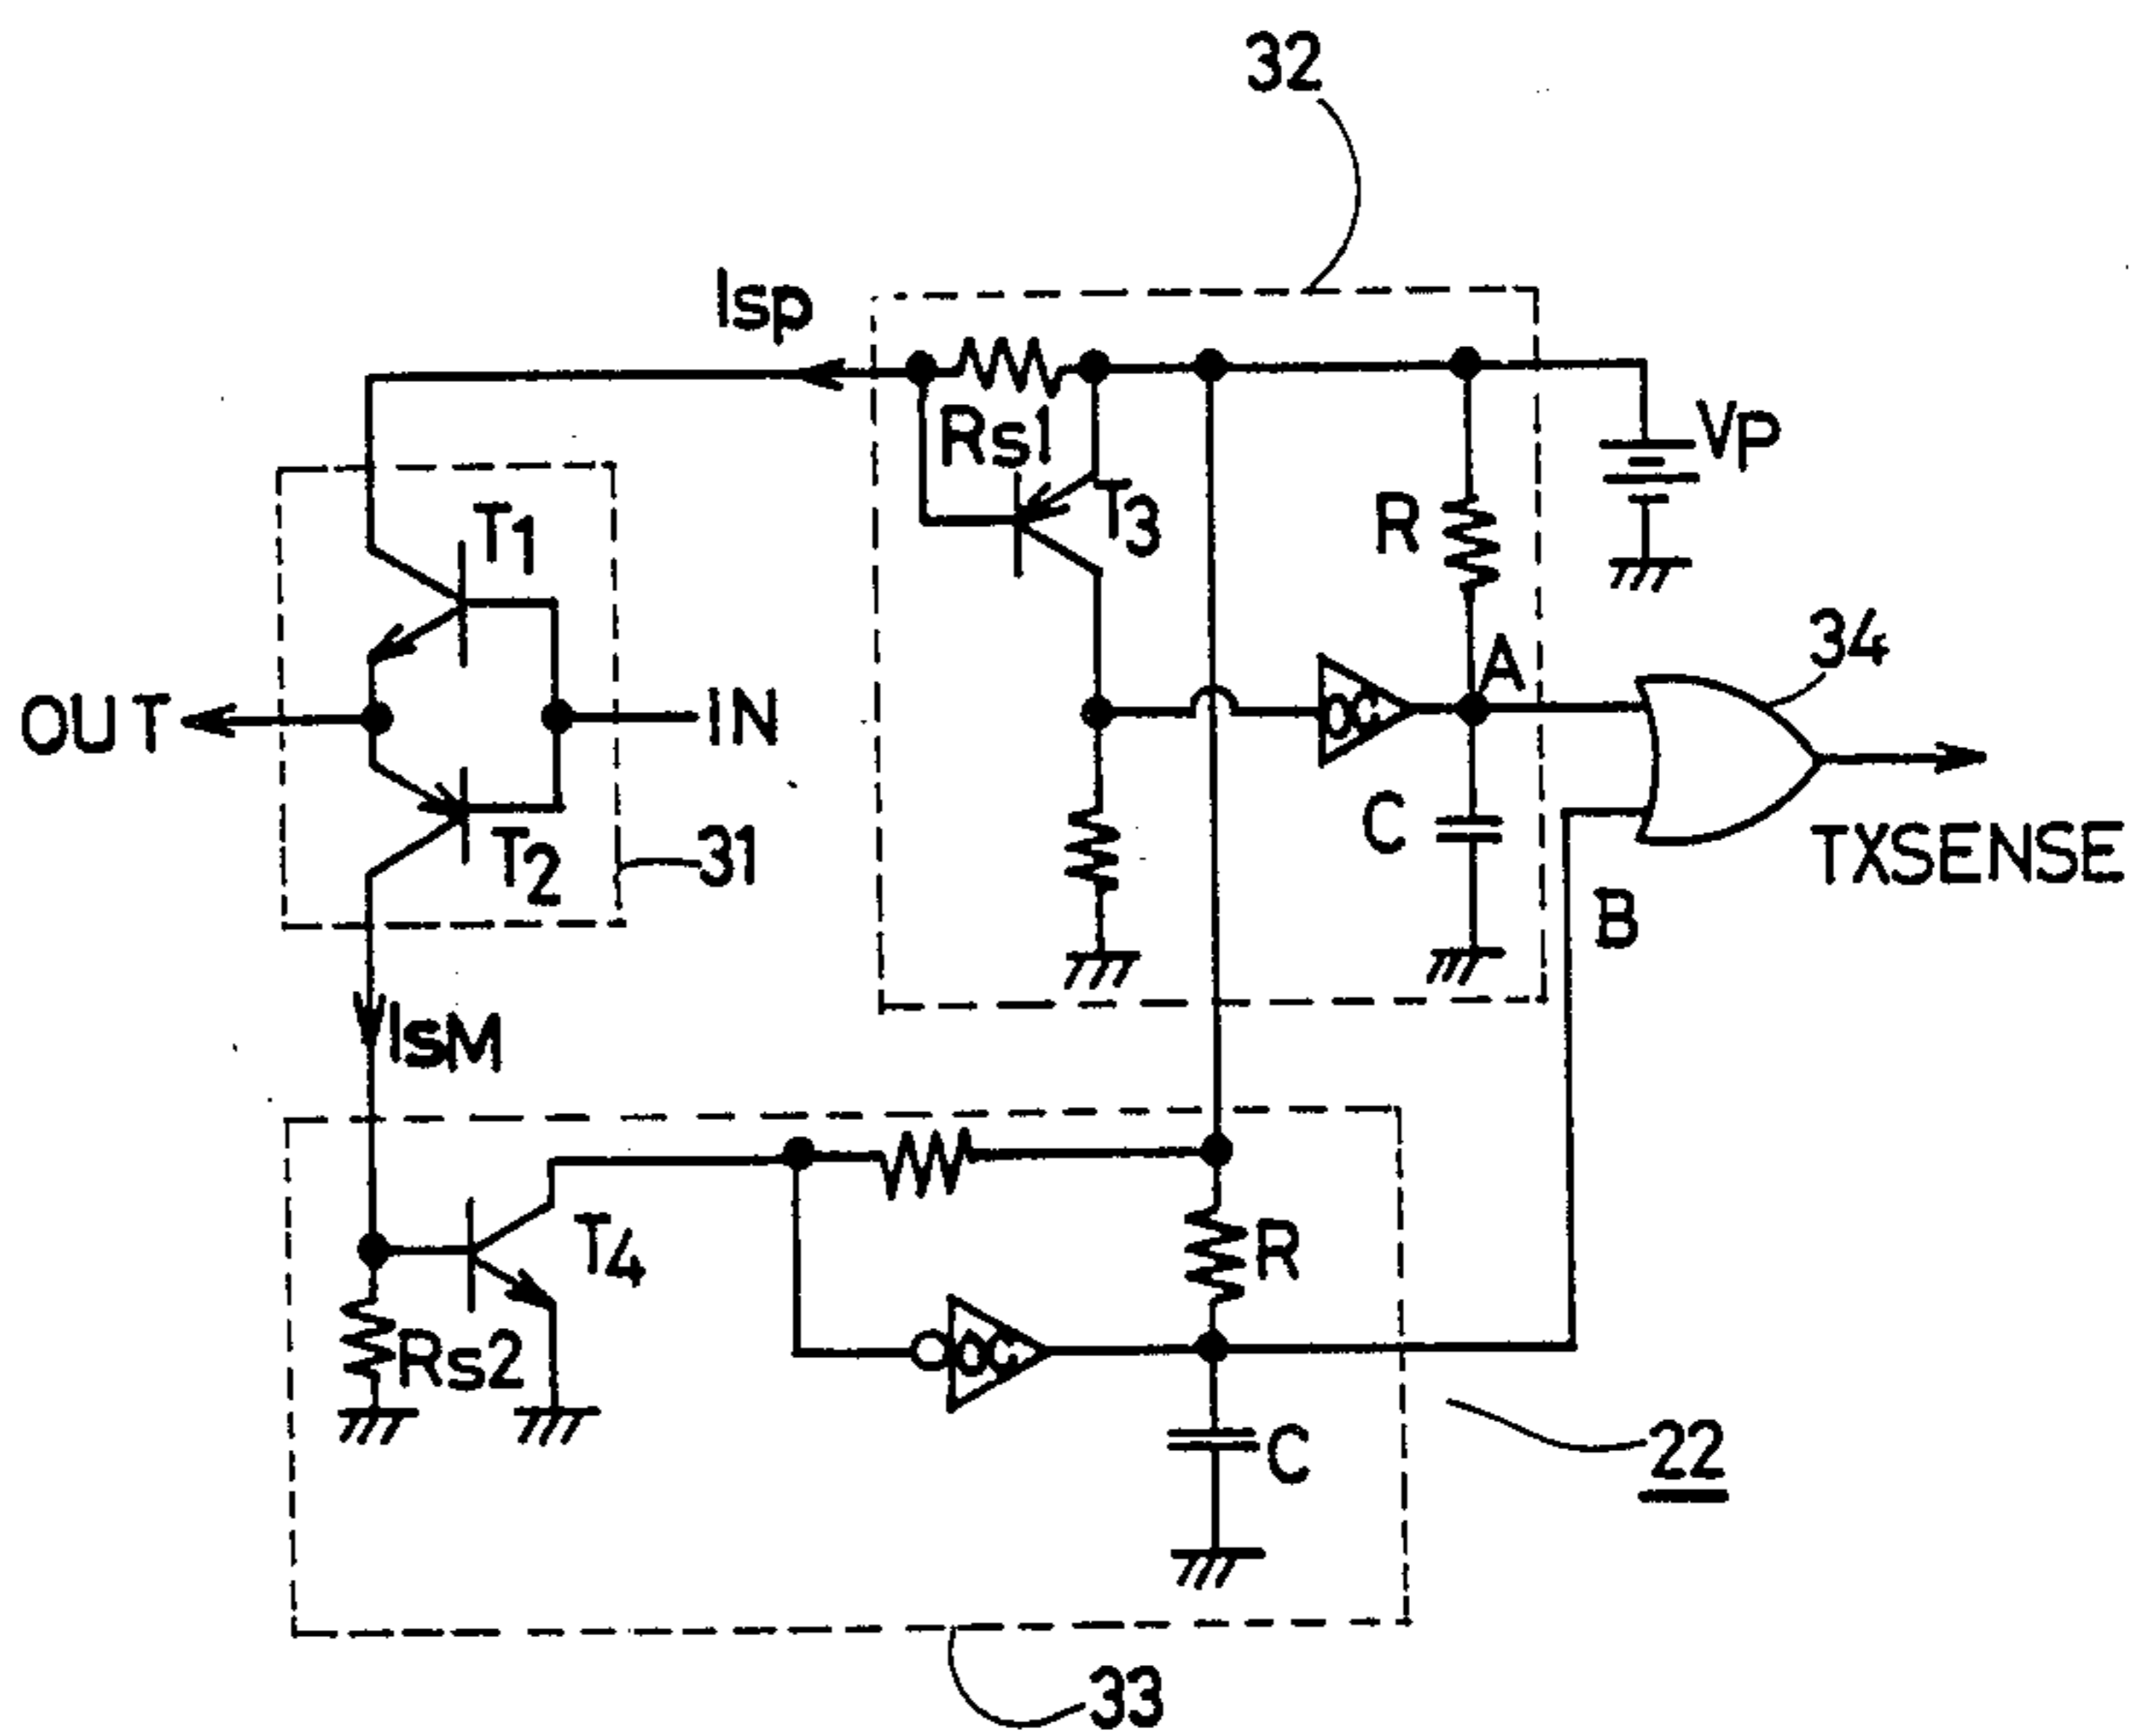 32
Isp
Rs1
VP
T1
T3
R
34
A
OUT
IN
OC
C
T2
31
TXSENSE
B
IsM
T4
R
Rs2
OC
C
22
33